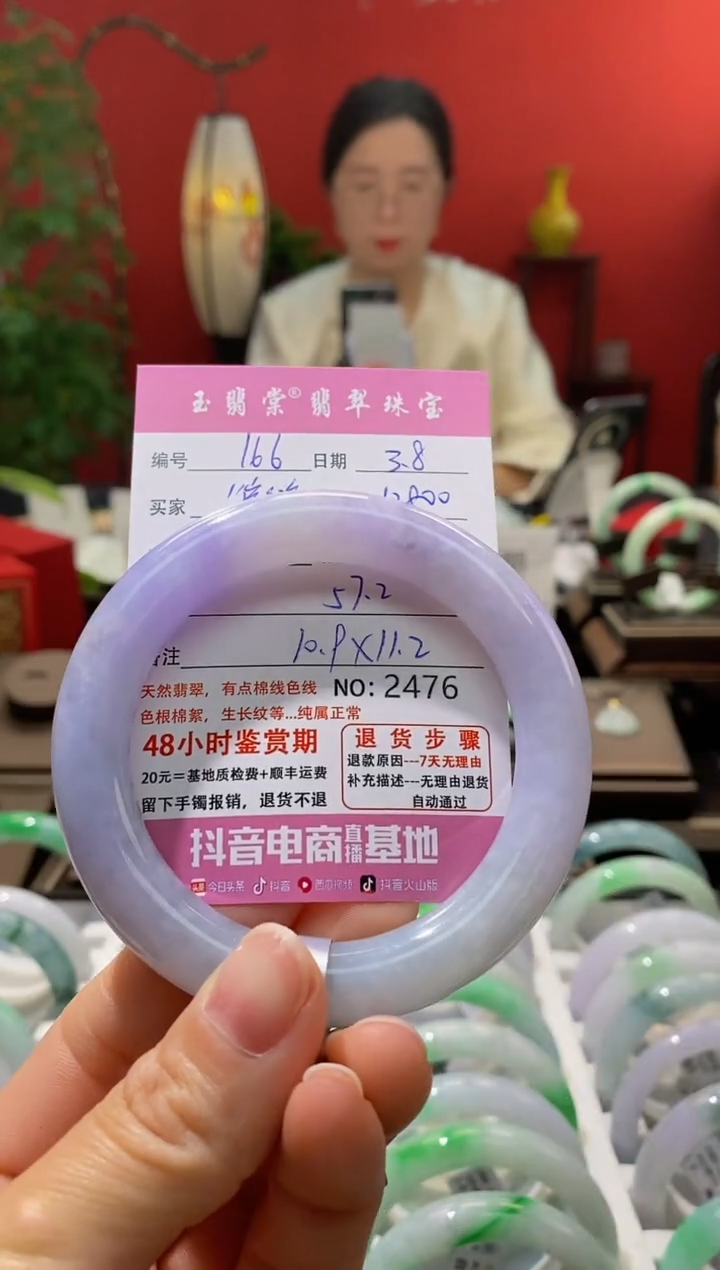 玉翡棠®翡翠珠宝
编号 166 日期 3.8
买家
57.2
备注 10.9X11.2
天然翡翠，有点棉线色线 NO: 2476
色根棉絮，生长纹等...纯属正常
48小时鉴赏期
20元=基地质检费+顺丰运费
留下手镯报销，退货不退
退货步骤
退款原因---7天无理由
补充描述---无理由退货
自动通过
抖音电商直播基地
头条 今日头条 抖音 西瓜视频 抖音火山版